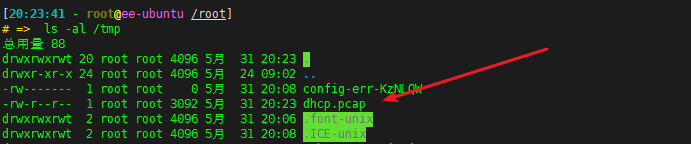 [20:23:41 - root@ee-ubuntu /root]
# => ls -al /tmp
总用量 88
drwxrwxrwt 20 root root 4096 5月  31 20:23 .
drwxr-xr-x 24 root root 4096 5月  24 09:02 ..
-rw-------  1 root root    0 5月  31 20:08 config-err-KzNLQW
-rw-r--r--  1 root root 3092 5月  31 20:23 dhcp.pcap
drwxrwxrwt  2 root root 4096 5月  31 20:06 .font-unix
drwxrwxrwt  2 root root 4096 5月  31 20:08 .ICE-unix